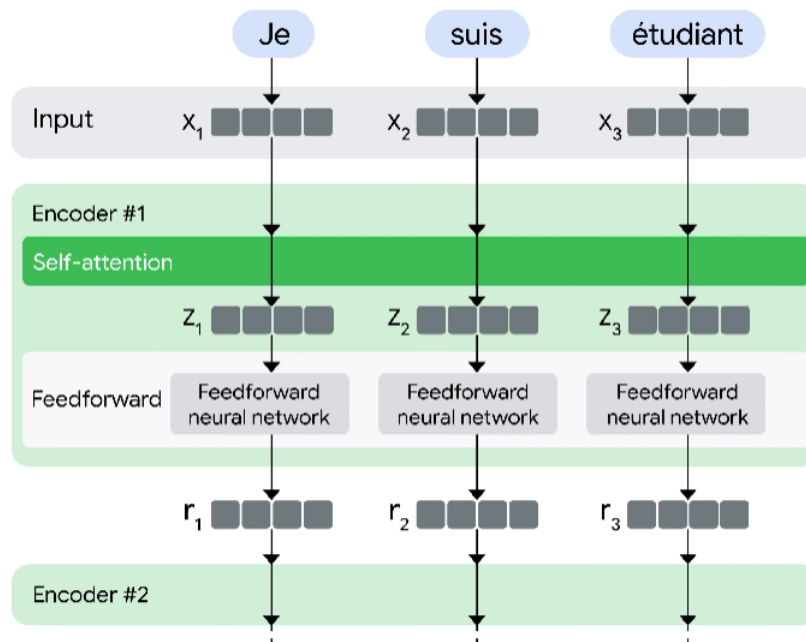 Je suis étudiant
Input x₁ x₂ x₃
Encoder #1
Self-attention
z₁ z₂ z₃
Feedforward
Feedforward neural network
Feedforward neural network
Feedforward neural network
r₁ r₂ r₃
Encoder #2